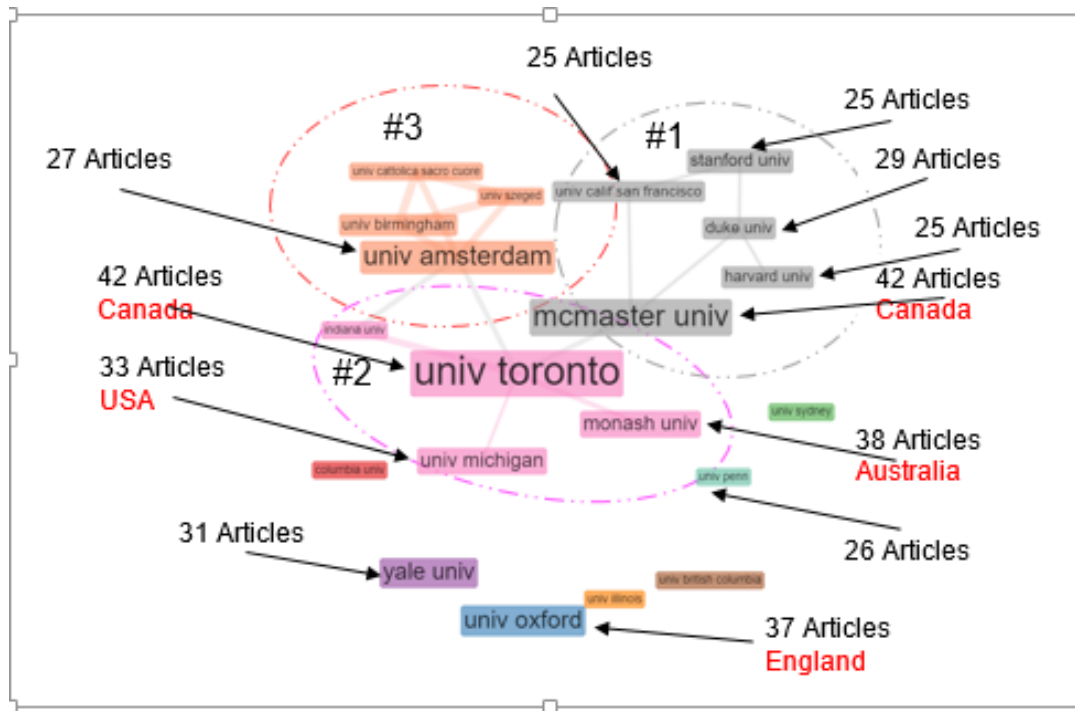 25 Articles
25 Articles
#3
#1
27 Articles
stanford univ
29 Articles
univ cattolica sacro cuore
univ szeged
univ calif san francisco
univ birmingham
duke univ
25 Articles
univ amsterdam
harvard univ
42 Articles
Canada
42 Articles
Canada
indiana univ
mcmaster univ
#2
univ toronto
33 Articles
USA
monash univ
univ sydney
38 Articles
Australia
univ michigan
columbia univ
univ penn
31 Articles
26 Articles
yale univ
univ british columbia
univ illinois
univ oxford
37 Articles
England